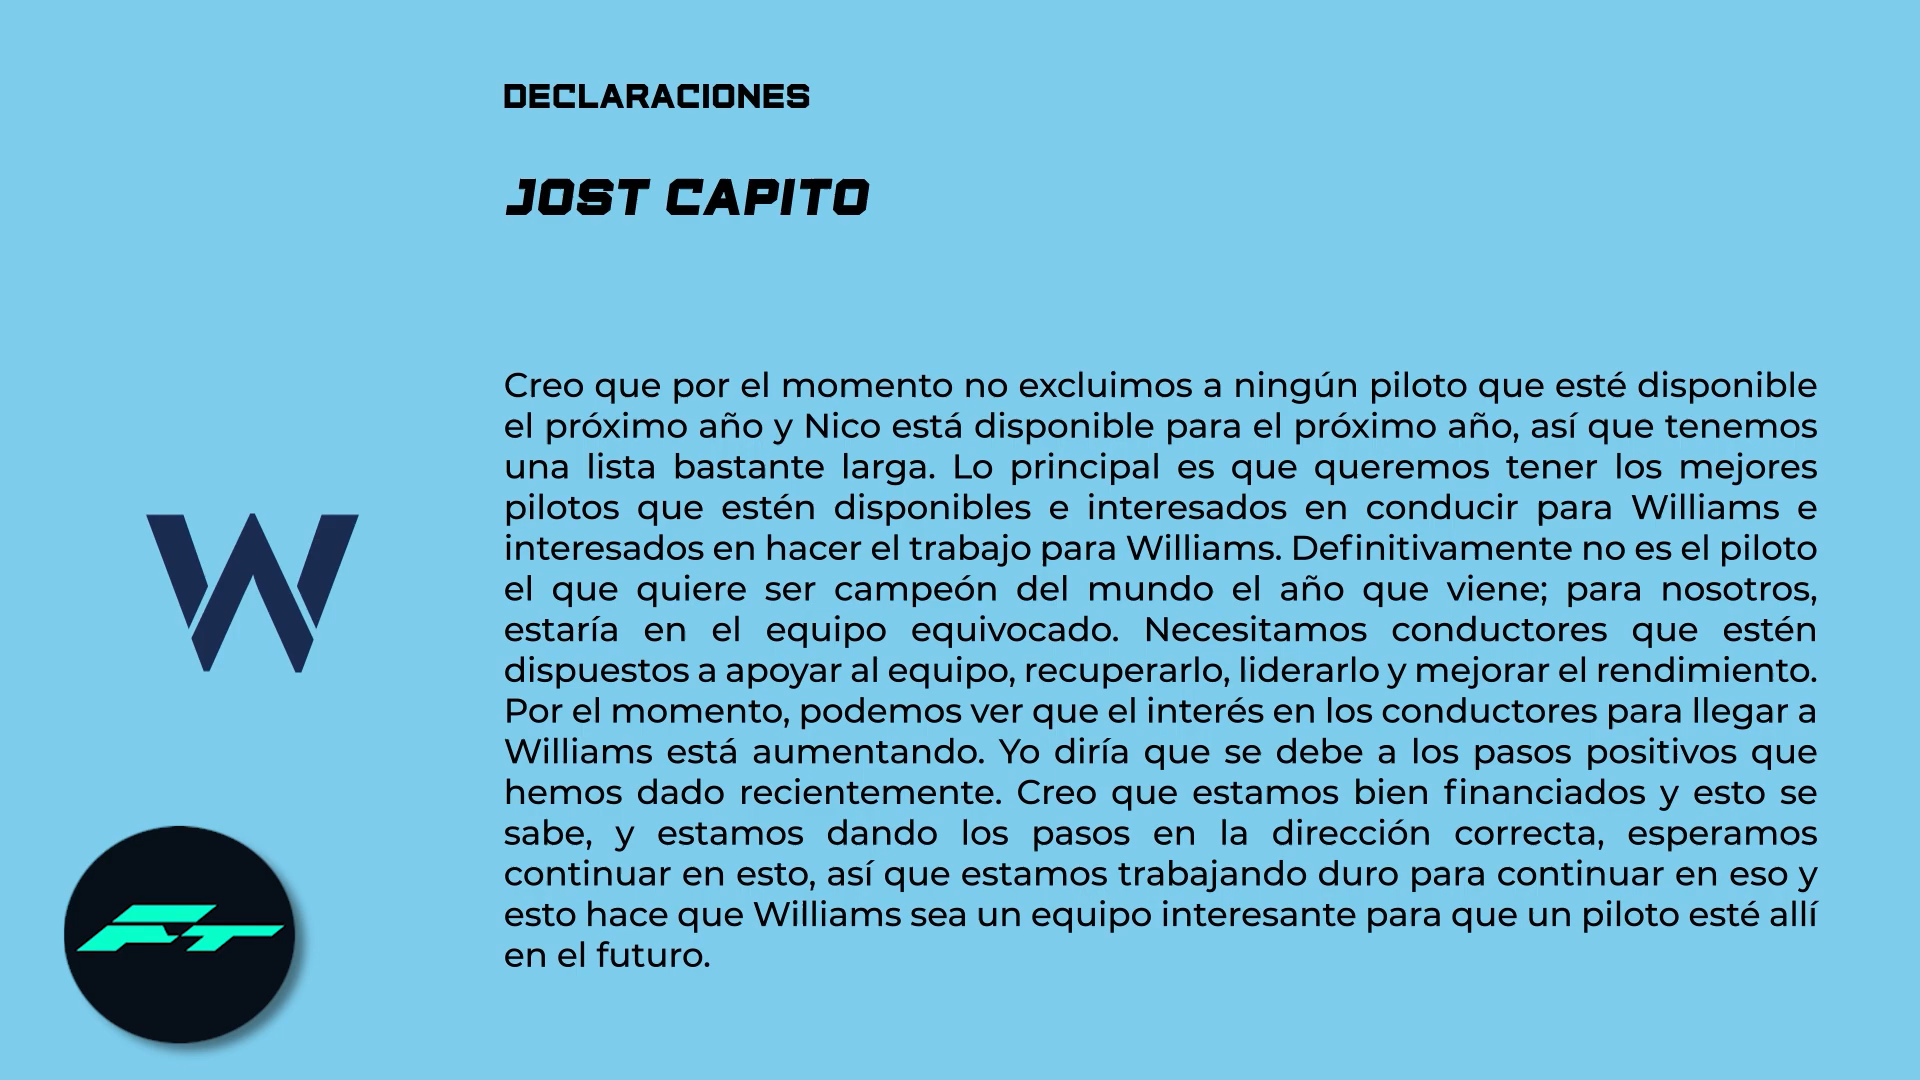 DECLARACIONES
JOST CAPITO
Creo que por el momento no excluimos a ningún piloto que esté disponible
el próximo año y Nico está disponible para el próximo año, así que tenemos
una lista bastante larga. Lo principal es que queremos tener los mejores
pilotos que estén disponibles e interesados en conducir para Williams e
interesados en hacer el trabajo para Williams. Definitivamente no es el piloto
el que quiere ser campeón del mundo el año que viene; para nosotros,
estaría en el equipo equivocado. Necesitamos conductores que estén
dispuestos a apoyar al equipo, recuperarlo, liderarlo y mejorar el rendimiento.
Por el momento, podemos ver que el interés en los conductores para llegar a
Williams está aumentando. Yo diría que se debe a los pasos positivos que
hemos dado recientemente. Creo que estamos bien financiados y esto se
sabe, y estamos dando los pasos en la dirección correcta, esperamos
continuar en esto, así que estamos trabajando duro para continuar en eso y
esto hace que Williams sea un equipo interesante para que un piloto esté allí
en el futuro.
W
FT